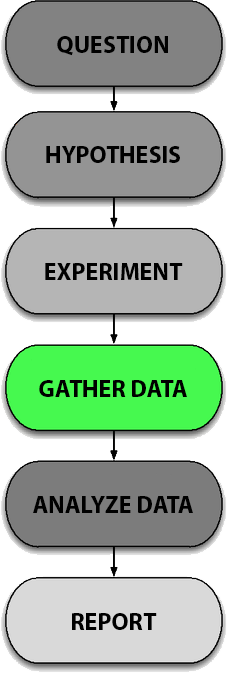 QUESTION
HYPOTHESIS
EXPERIMENT
GATHER DATA
ANALYZE DATA
REPORT